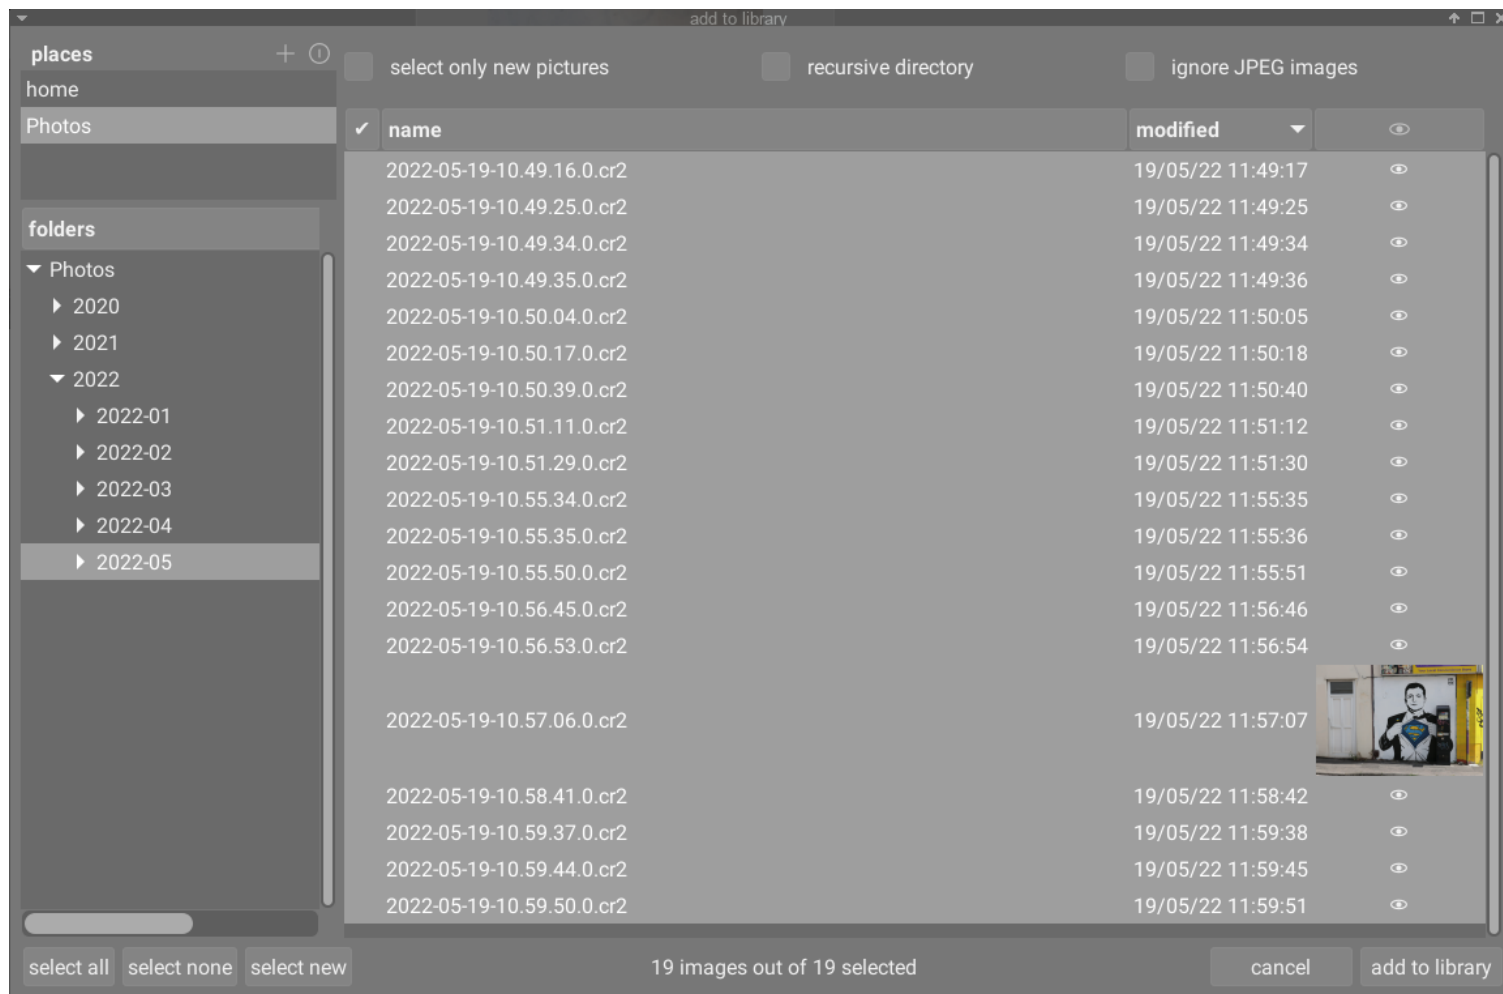 add to library
places
home
Photos
select only new pictures
recursive directory
ignore JPEG images
name modified
2022-05-19-10.49.16.0.cr2 19/05/22 11:49:17
2022-05-19-10.49.25.0.cr2 19/05/22 11:49:25
2022-05-19-10.49.34.0.cr2 19/05/22 11:49:34
2022-05-19-10.49.35.0.cr2 19/05/22 11:49:36
2022-05-19-10.50.04.0.cr2 19/05/22 11:50:05
2022-05-19-10.50.17.0.cr2 19/05/22 11:50:18
2022-05-19-10.50.39.0.cr2 19/05/22 11:50:40
2022-05-19-10.51.11.0.cr2 19/05/22 11:51:12
2022-05-19-10.51.29.0.cr2 19/05/22 11:51:30
2022-05-19-10.55.34.0.cr2 19/05/22 11:55:35
2022-05-19-10.55.35.0.cr2 19/05/22 11:55:36
2022-05-19-10.55.50.0.cr2 19/05/22 11:55:51
2022-05-19-10.56.45.0.cr2 19/05/22 11:56:46
2022-05-19-10.56.53.0.cr2 19/05/22 11:56:54
2022-05-19-10.57.06.0.cr2 19/05/22 11:57:07
2022-05-19-10.58.41.0.cr2 19/05/22 11:58:42
2022-05-19-10.59.37.0.cr2 19/05/22 11:59:38
2022-05-19-10.59.44.0.cr2 19/05/22 11:59:45
2022-05-19-10.59.50.0.cr2 19/05/22 11:59:51
folders
Photos
2020
2021
2022
2022-01
2022-02
2022-03
2022-04
2022-05
select all
select none
select new
19 images out of 19 selected
cancel
add to library